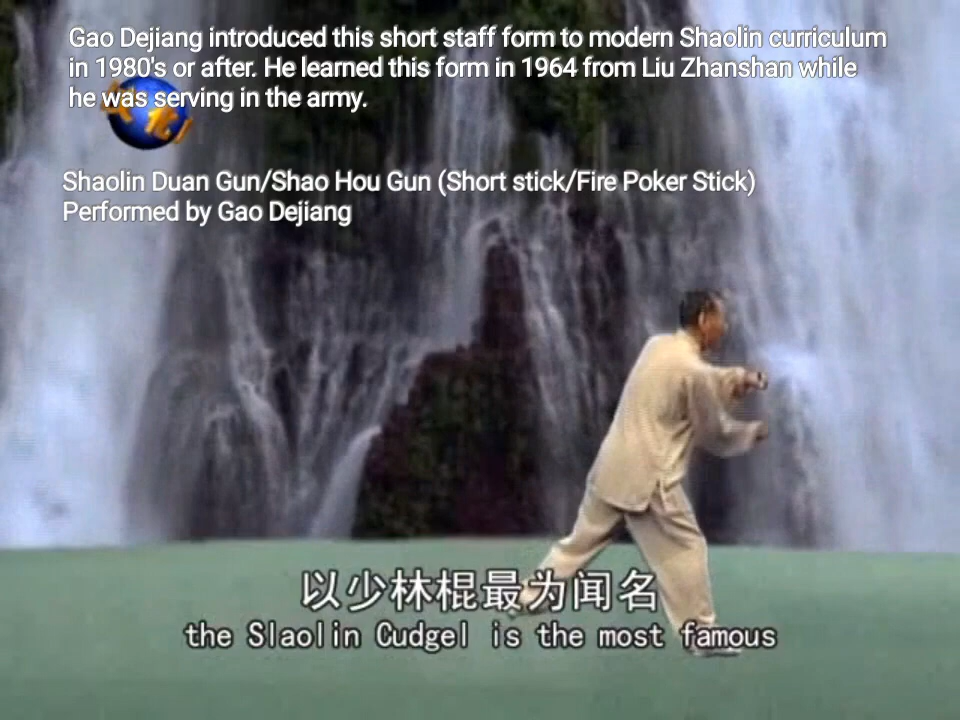 Gao Dejiang introduced this short staff form to modern Shaolin curriculum
in 1980's or after. He learned this form in 1964 from Liu Zhanshan while
he was serving in the army.
Shaolin Duan Gun/Shao Hou Gun (Short stick/Fire Poker Stick)
Performed by Gao Dejiang
以少林棍最为闻名
the Slaolin Cudgel is the most famous